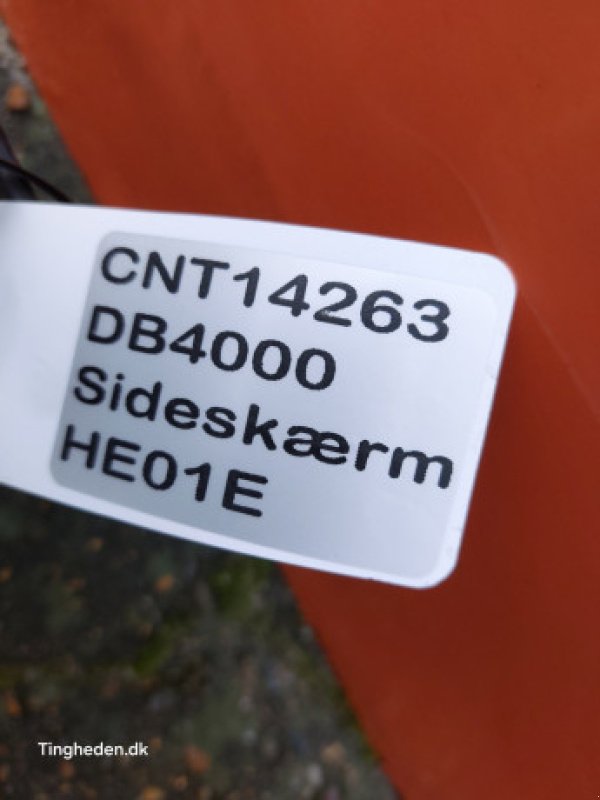 CNT14263
DB4000
Sideskærm
HE01E
Tingheden.dk